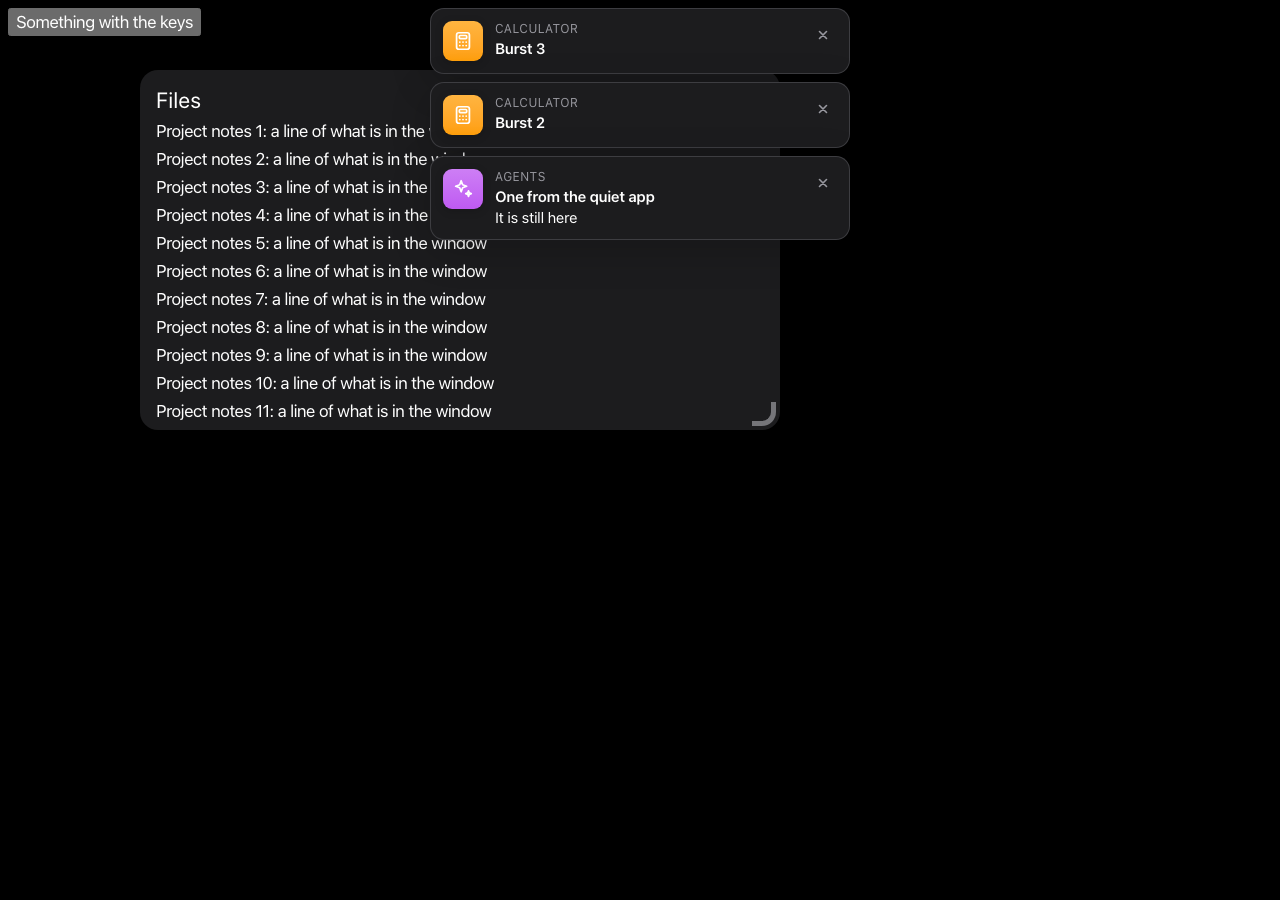 Something with the keys
CALCULATOR
Burst 3
CALCULATOR
Burst 2
AGENTS
One from the quiet app
It is still here
Files
Project notes 1: a line of what is in the
Project notes 2: a line of what is in the
Project notes 3: a line of what is in the
Project notes 4: a line of what is in the
Project notes 5: a line of what is in the window
Project notes 6: a line of what is in the window
Project notes 7: a line of what is in the window
Project notes 8: a line of what is in the window
Project notes 9: a line of what is in the window
Project notes 10: a line of what is in the window
Project notes 11: a line of what is in the window